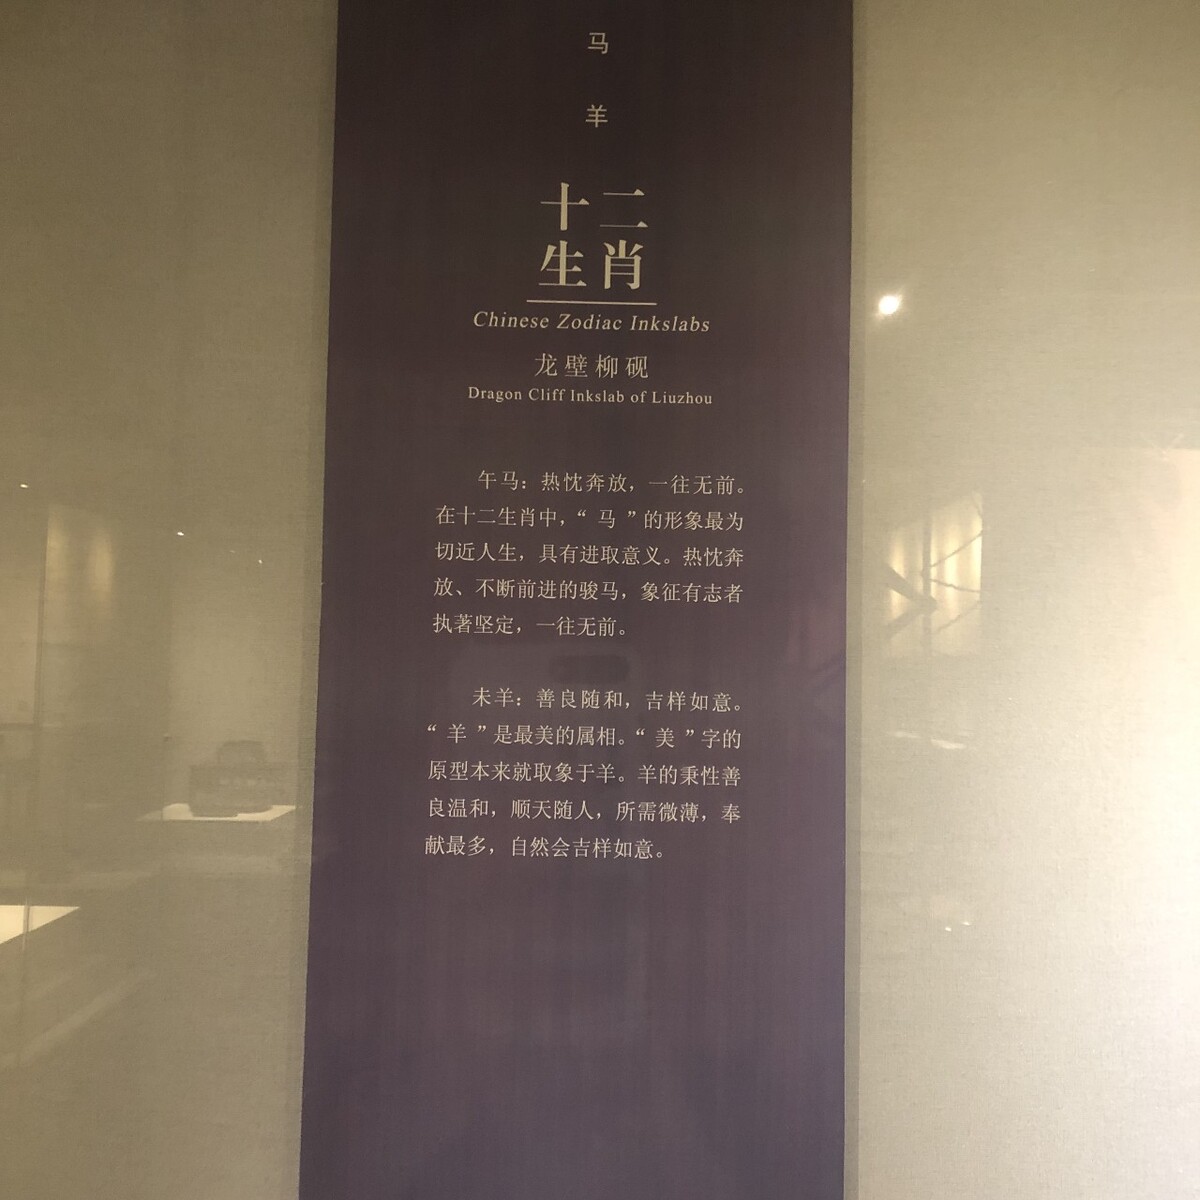 马
羊
十二
生肖
Chinese Zodiac Inkslabs
龙壁柳砚
Dragon Cliff Inkslab of Liuzhou
午马：热忱奔放，一往无前。
在十二生肖中，“马”的形象最为
切近人生，具有进取意义。热忱奔
放、不断前进的骏马，象征有志者
执著坚定，一往无前。
未羊：善良随和，吉祥如意。
“羊”是最美的属相。“美”字的
原型本来就取象于羊。羊的秉性善
良温和，顺天随人，所需微薄，奉
献最多，自然会吉祥如意。